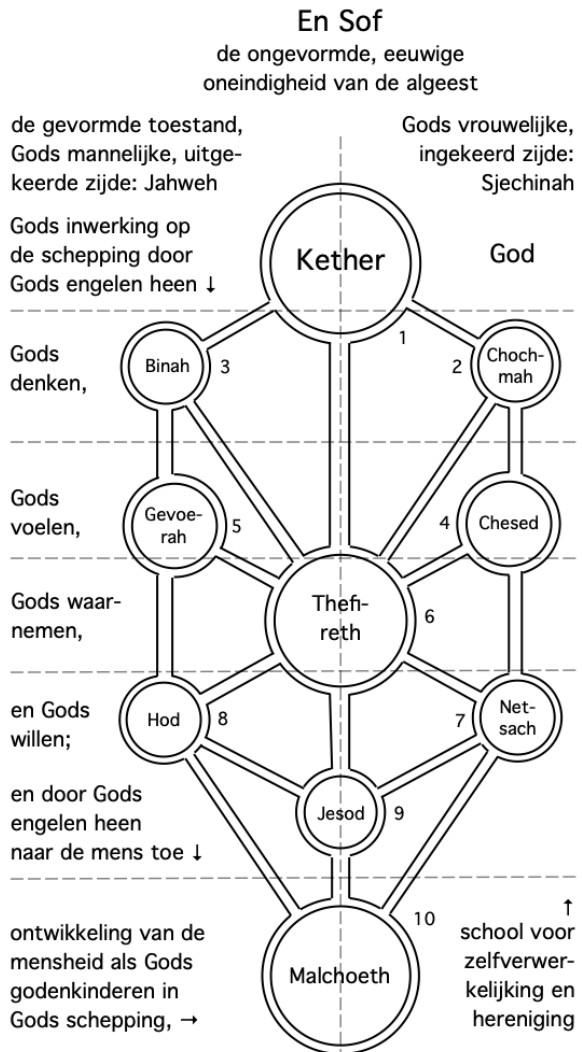 En Sof
de ongevormde, eeuwige
oneindigheid van de algeest
de gevormde toestand,
Gods mannelijke, uitge-
keerde zijde: Jahweh
Gods vrouwelijke,
ingekeerd zijde:
Sjechinah
Gods inwerking op
de schepping door
Gods engelen heen ↓
Kether
God
1
Gods
denken,
Binah
3
2
Choch-
mah
Gods
voelen,
Gevoe-
rah
5
4
Chesed
Gods waar-
nemen,
Thefi-
reth
6
en Gods
willen;
Hod
8
7
Net-
sach
en door Gods
engelen heen
naar de mens toe ↓
Jesod
9
10
ontwikkeling van de
mensheid als Gods
godenkinderen in
Gods schepping, →
Malchoeth
↑
school voor
zelfverwer-
kelijking en
hereniging